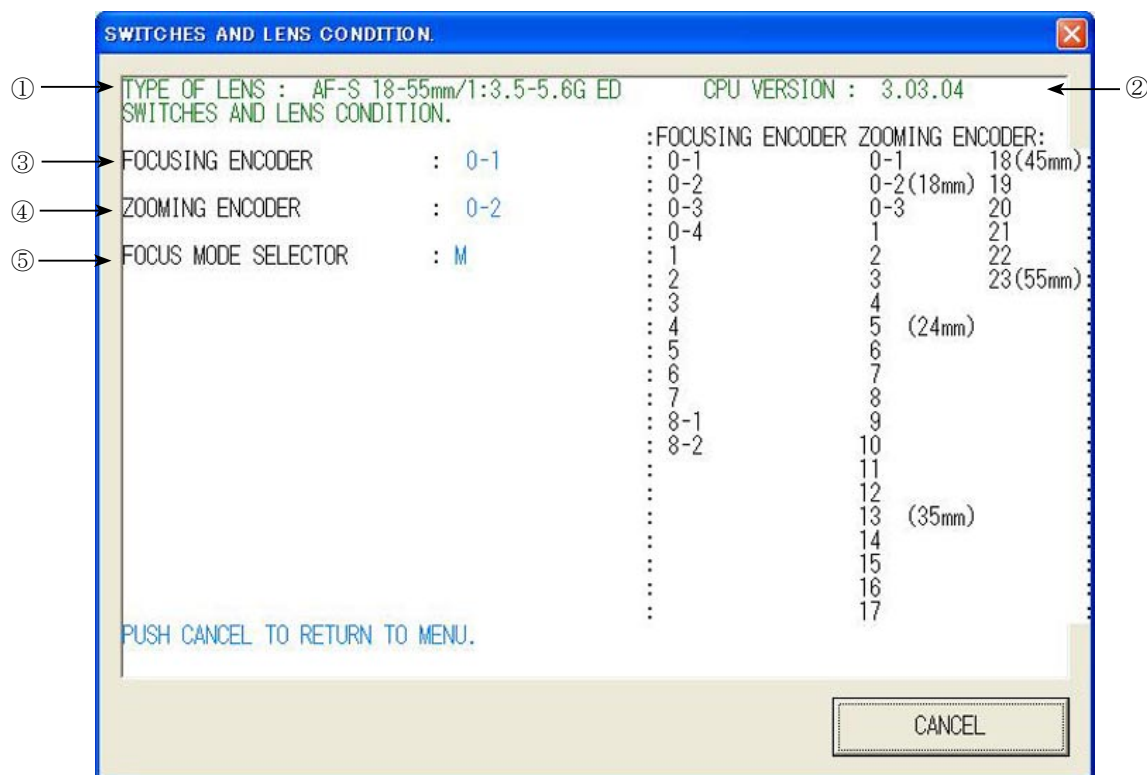 SWITCHES AND LENS CONDITION.
① TYPE OF LENS : AF-S 18-55mm/1:3.5-5.6G ED CPU VERSION : 3.03.04 ②
SWITCHES AND LENS CONDITION.
:FOCUSING ENCODER ZOOMING ENCODER:
③ FOCUSING ENCODER : 0-1 : 0-1 0-1 18(45mm):
: 0-2 0-2(18mm) 19 :
④ ZOOMING ENCODER : 0-2 : 0-3 0-3 20 :
: 0-4 1 21 :
⑤ FOCUS MODE SELECTOR : M : 1 2 22 :
: 2 3 23(55mm):
: 3 4 :
: 4 5 (24mm) :
: 5 6 :
: 6 7 :
: 7 8 :
: 8-1 9 :
: 8-2 10 :
: 11 :
: 12 :
: 13 (35mm) :
: 14 :
: 15 :
: 16 :
: 17 :
PUSH CANCEL TO RETURN TO MENU.
CANCEL